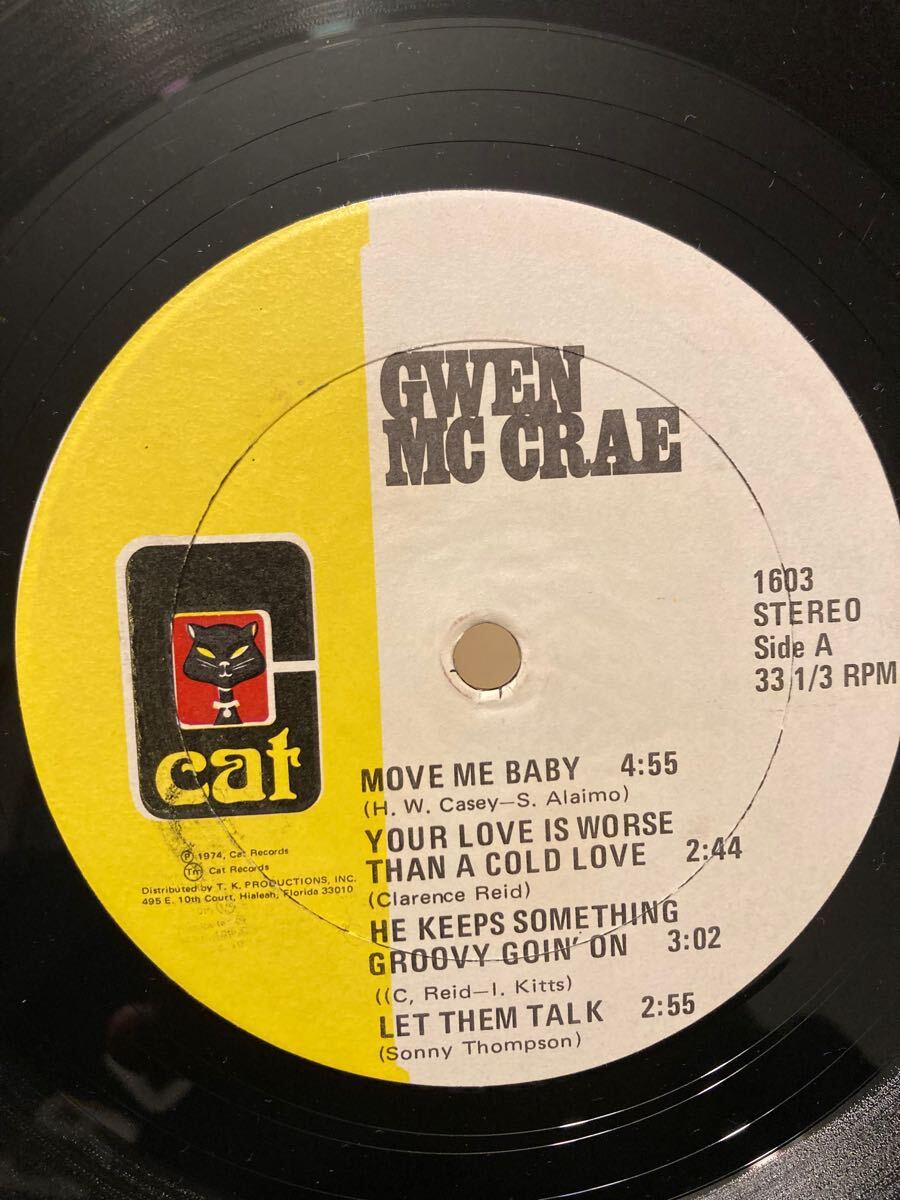 GWEN
MC CRAE
1603
STEREO
Side A
33 1/3 RPM
cat
MOVE ME BABY 4:55
(H. W. Casey—S. Alaimo)
YOUR LOVE IS WORSE
THAN A COLD LOVE 2:44
(Clarence Reid)
HE KEEPS SOMETHING
GROOVY GOIN' ON 3:02
((C, Reid—I. Kitts)
LET THEM TALK 2:55
(Sonny Thompson)
Ⓟ 1974, Cat Records
TM Cat Records
Distributed by T. K. PRODUCTIONS, INC.
495 E. 10th Court, Hialeah, Florida 33010